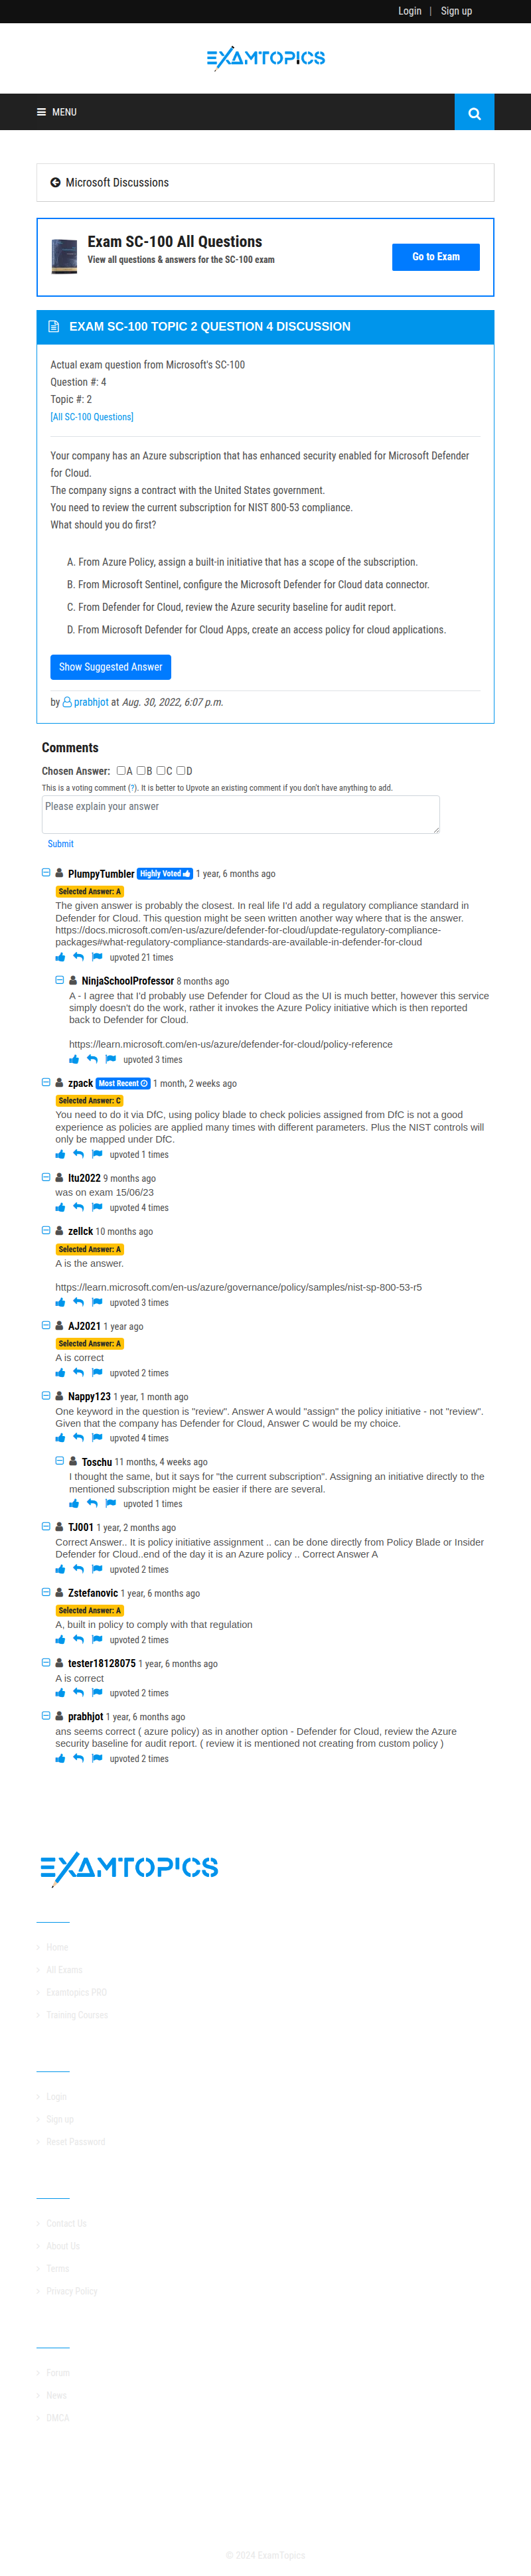 Login | Sign up
EXAMTOPICS
MENU
Microsoft Discussions
Exam SC-100 All Questions
View all questions & answers for the SC-100 exam
Go to Exam
EXAM SC-100 TOPIC 2 QUESTION 4 DISCUSSION
Actual exam question from Microsoft's SC-100
Question #: 4
Topic #: 2
[All SC-100 Questions]
Your company has an Azure subscription that has enhanced security enabled for Microsoft Defender
for Cloud.
The company signs a contract with the United States government.
You need to review the current subscription for NIST 800-53 compliance.
What should you do first?
A. From Azure Policy, assign a built-in initiative that has a scope of the subscription.
B. From Microsoft Sentinel, configure the Microsoft Defender for Cloud data connector.
C. From Defender for Cloud, review the Azure security baseline for audit report.
D. From Microsoft Defender for Cloud Apps, create an access policy for cloud applications.
Show Suggested Answer
by prabhjot at Aug. 30, 2022, 6:07 p.m.
Comments
Chosen Answer: A B C D
This is a voting comment (?). It is better to Upvote an existing comment if you don't have anything to add.
Please explain your answer
Submit
PlumpyTumbler Highly Voted 1 year, 6 months ago
Selected Answer: A
The given answer is probably the closest. In real life I'd add a regulatory compliance standard in
Defender for Cloud. This question might be seen written another way where that is the answer.
https://docs.microsoft.com/en-us/azure/defender-for-cloud/update-regulatory-compliance-
packages#what-regulatory-compliance-standards-are-available-in-defender-for-cloud
upvoted 21 times
NinjaSchoolProfessor 8 months ago
A - I agree that I'd probably use Defender for Cloud as the UI is much better, however this service
simply doesn't do the work, rather it invokes the Azure Policy initiative which is then reported
back to Defender for Cloud.
https://learn.microsoft.com/en-us/azure/defender-for-cloud/policy-reference
upvoted 3 times
zpack Most Recent 1 month, 2 weeks ago
Selected Answer: C
You need to do it via DfC, using policy blade to check policies assigned from DfC is not a good
experience as policies are applied many times with different parameters. Plus the NIST controls will
only be mapped under DfC.
upvoted 1 times
Itu2022 9 months ago
was on exam 15/06/23
upvoted 4 times
zellck 10 months ago
Selected Answer: A
A is the answer.
https://learn.microsoft.com/en-us/azure/governance/policy/samples/nist-sp-800-53-r5
upvoted 3 times
AJ2021 1 year ago
Selected Answer: A
A is correct
upvoted 2 times
Nappy123 1 year, 1 month ago
One keyword in the question is "review". Answer A would "assign" the policy initiative - not "review".
Given that the company has Defender for Cloud, Answer C would be my choice.
upvoted 4 times
Toschu 11 months, 4 weeks ago
I thought the same, but it says for "the current subscription". Assigning an initiative directly to the
mentioned subscription might be easier if there are several.
upvoted 1 times
TJ001 1 year, 2 months ago
Correct Answer.. It is policy initiative assignment .. can be done directly from Policy Blade or Insider
Defender for Cloud..end of the day it is an Azure policy .. Correct Answer A
upvoted 2 times
Zstefanovic 1 year, 6 months ago
Selected Answer: A
A, built in policy to comply with that regulation
upvoted 2 times
tester18128075 1 year, 6 months ago
A is correct
upvoted 2 times
prabhjot 1 year, 6 months ago
ans seems correct ( azure policy) as in another option - Defender for Cloud, review the Azure
security baseline for audit report. ( review it is mentioned not creating from custom policy )
upvoted 2 times
EXAMTOPICS
Home
All Exams
Examtopics PRO
Training Courses
Login
Sign up
Reset Password
Contact Us
About Us
Terms
Privacy Policy
Forum
News
DMCA
© 2024 ExamTopics